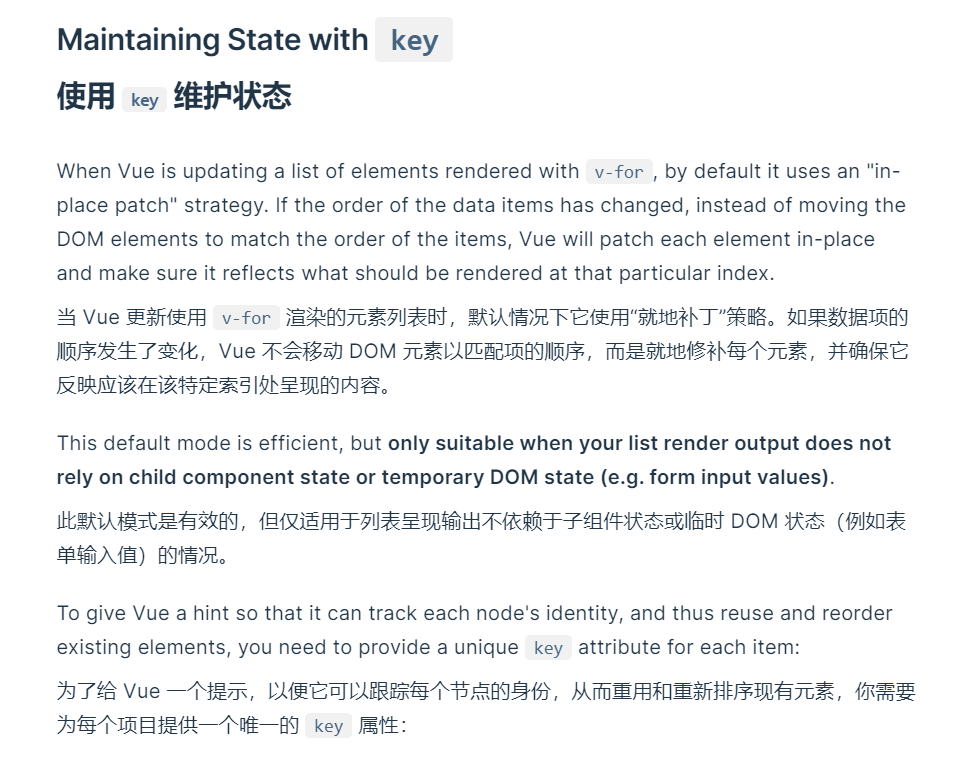 Maintaining State with key
使用 key 维护状态
When Vue is updating a list of elements rendered with v-for , by default it uses an "in-
place patch" strategy. If the order of the data items has changed, instead of moving the
DOM elements to match the order of the items, Vue will patch each element in-place
and make sure it reflects what should be rendered at that particular index.
当 Vue 更新使用 v-for 渲染的元素列表时，默认情况下它使用“就地补丁”策略。如果数据项的
顺序发生了变化，Vue 不会移动 DOM 元素以匹配项的顺序，而是就地修补每个元素，并确保它
反映应该在该特定索引处呈现的内容。
This default mode is efficient, but only suitable when your list render output does not
rely on child component state or temporary DOM state (e.g. form input values).
此默认模式是有效的，但仅适用于列表呈现输出不依赖于子组件状态或临时 DOM 状态（例如表
单输入值）的情况。
To give Vue a hint so that it can track each node's identity, and thus reuse and reorder
existing elements, you need to provide a unique key attribute for each item:
为了给 Vue 一个提示，以便它可以跟踪每个节点的身份，从而重用和重新排序现有元素，你需要
为每个项目提供一个唯一的 key 属性：